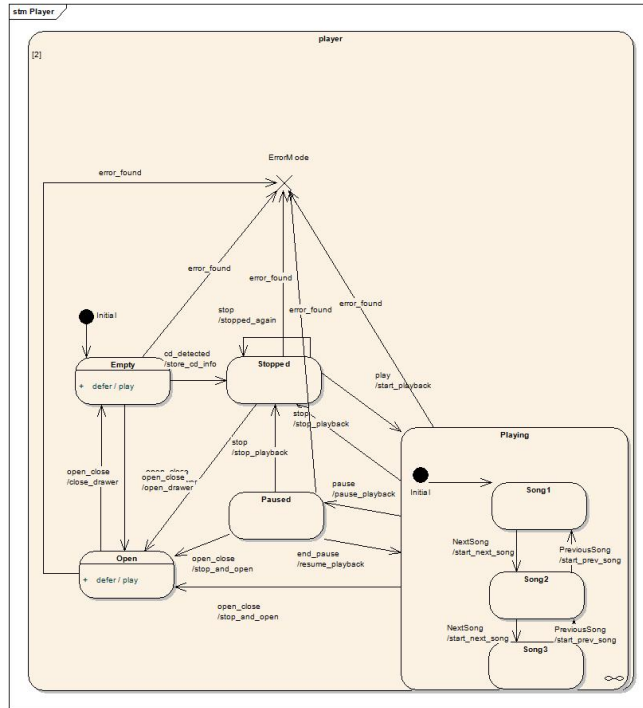 stm Player
player
[2]
ErrorMode
error_found
error_found
error_found
error_found
error_found
stop
/stopped_again
Initial
Empty
+ defer / play
cd_detected
/store_cd_info
Stopped
play
/start_playback
stop
/stop_playback
stop
/stop_playback
Playing
open_close
/close_drawer
open_close
/open_drawer
Paused
pause
/pause_playback
Initial
Song1
NextSong
/start_next_song
PreviousSong
/start_prev_song
Open
+ defer / play
open_close
/stop_and_open
end_pause
/resume_playback
Song2
open_close
/stop_and_open
NextSong
/start_next_song
PreviousSong
/start_prev_song
Song3